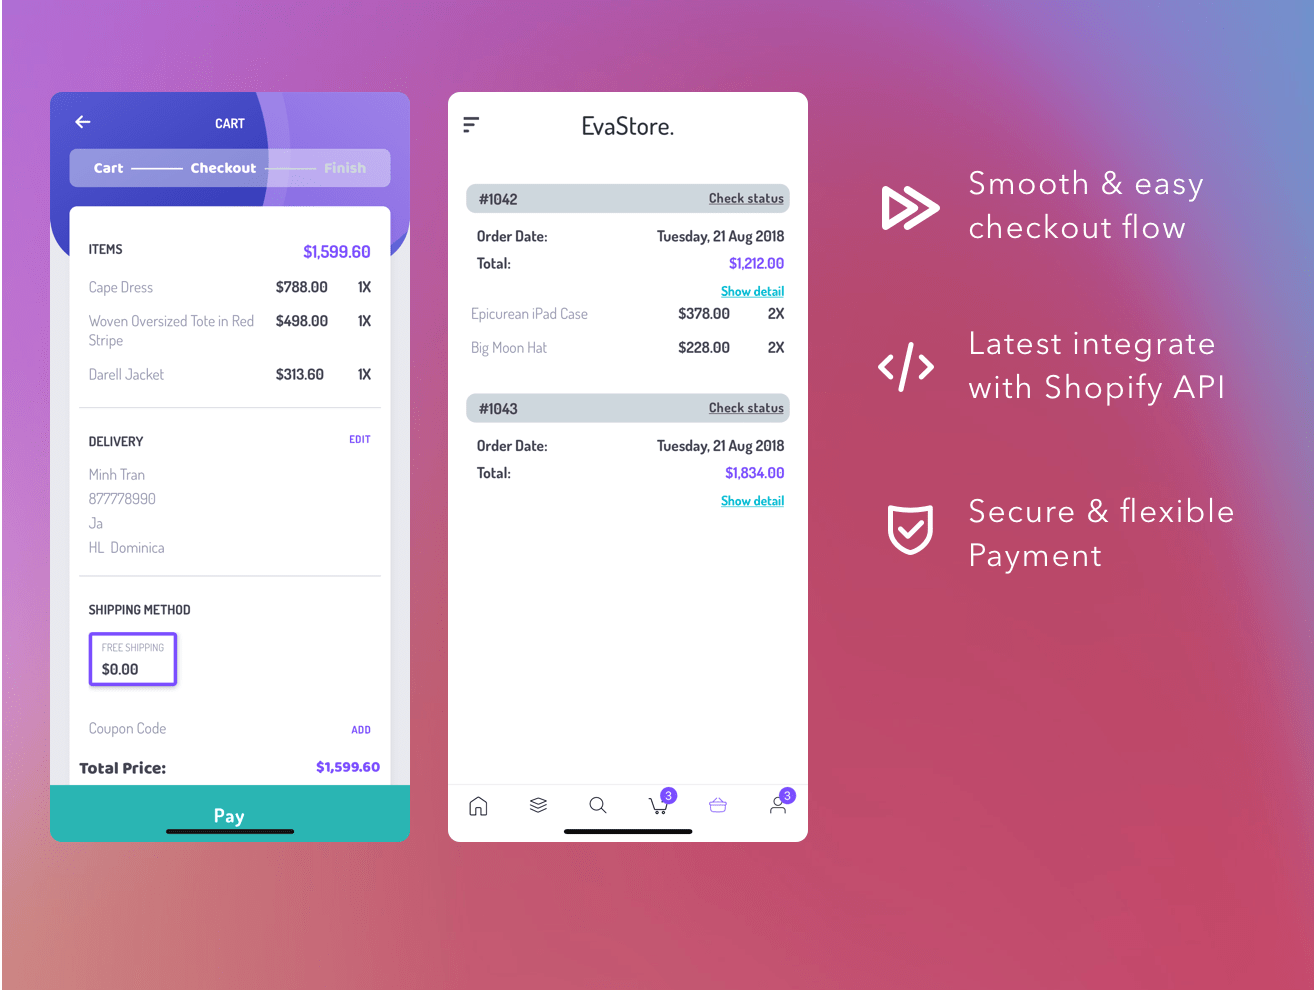 CART
Cart Checkout Finish
ITEMS $1,599.60
Cape Dress $788.00 1X
Woven Oversized Tote in Red $498.00 1X
Stripe
Darell Jacket $313.60 1X
DELIVERY EDIT
Minh Tran
877778990
Ja
HL Dominica
SHIPPING METHOD
FREE SHIPPING
$0.00
Coupon Code ADD
Total Price: $1,599.60
Pay
EvaStore.
#1042 Check status
Order Date: Tuesday, 21 Aug 2018
Total: $1,212.00
Show detail
Epicurean iPad Case $378.00 2X
Big Moon Hat $228.00 2X
#1043 Check status
Order Date: Tuesday, 21 Aug 2018
Total: $1,834.00
Show detail
3
3
Smooth & easy
checkout flow
Latest integrate
with Shopify API
Secure & flexible
Payment